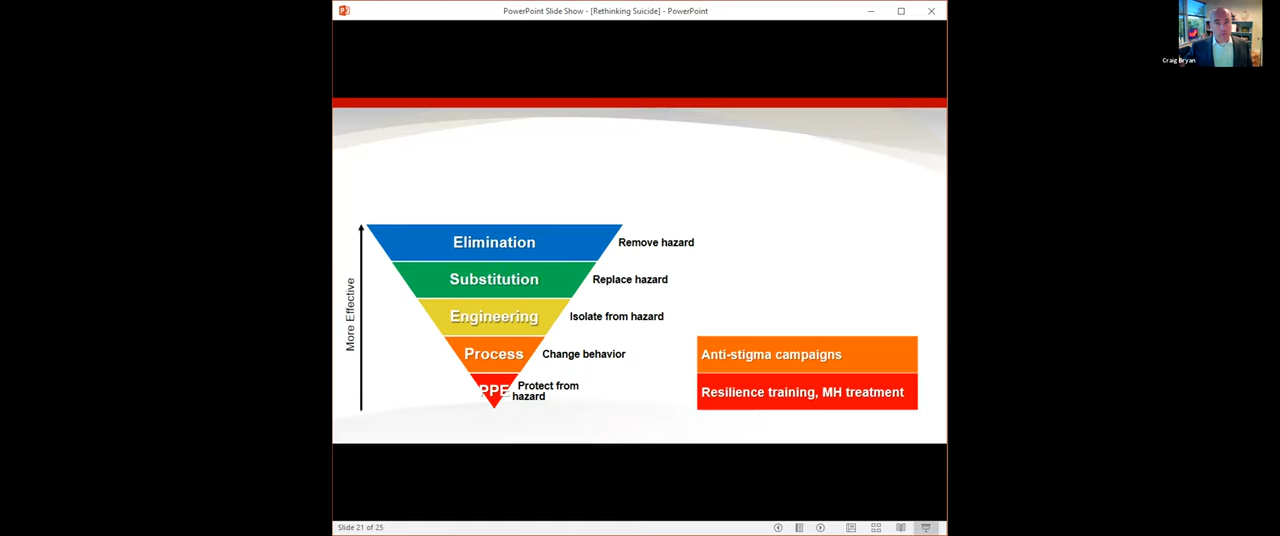 PowerPoint Slide Show - [Rethinking Suicide] - PowerPoint
Craig Bryan
More Effective
Elimination
Remove hazard
Substitution
Replace hazard
Engineering
Isolate from hazard
Process
Change behavior
Anti-stigma campaigns
PPE
Protect from
hazard
Resilience training, MH treatment
Slide 21 of 25